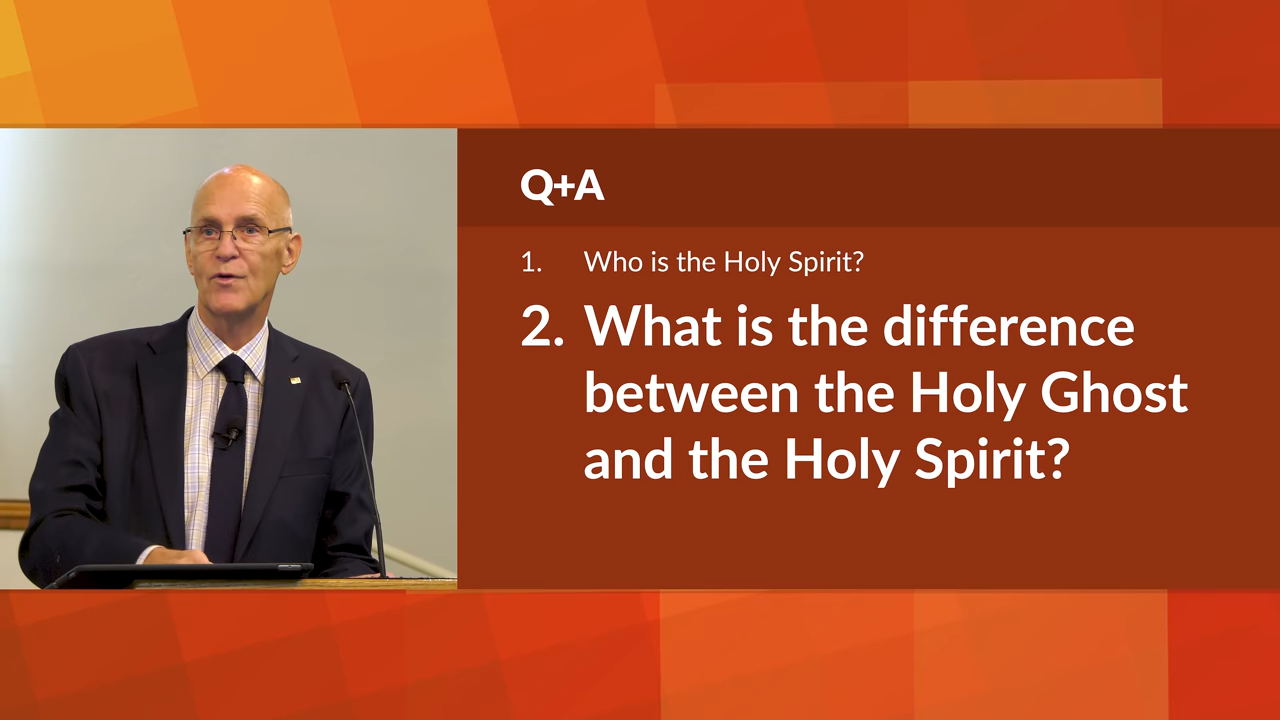 Q+A
1. Who is the Holy Spirit?
2. What is the difference
between the Holy Ghost
and the Holy Spirit?